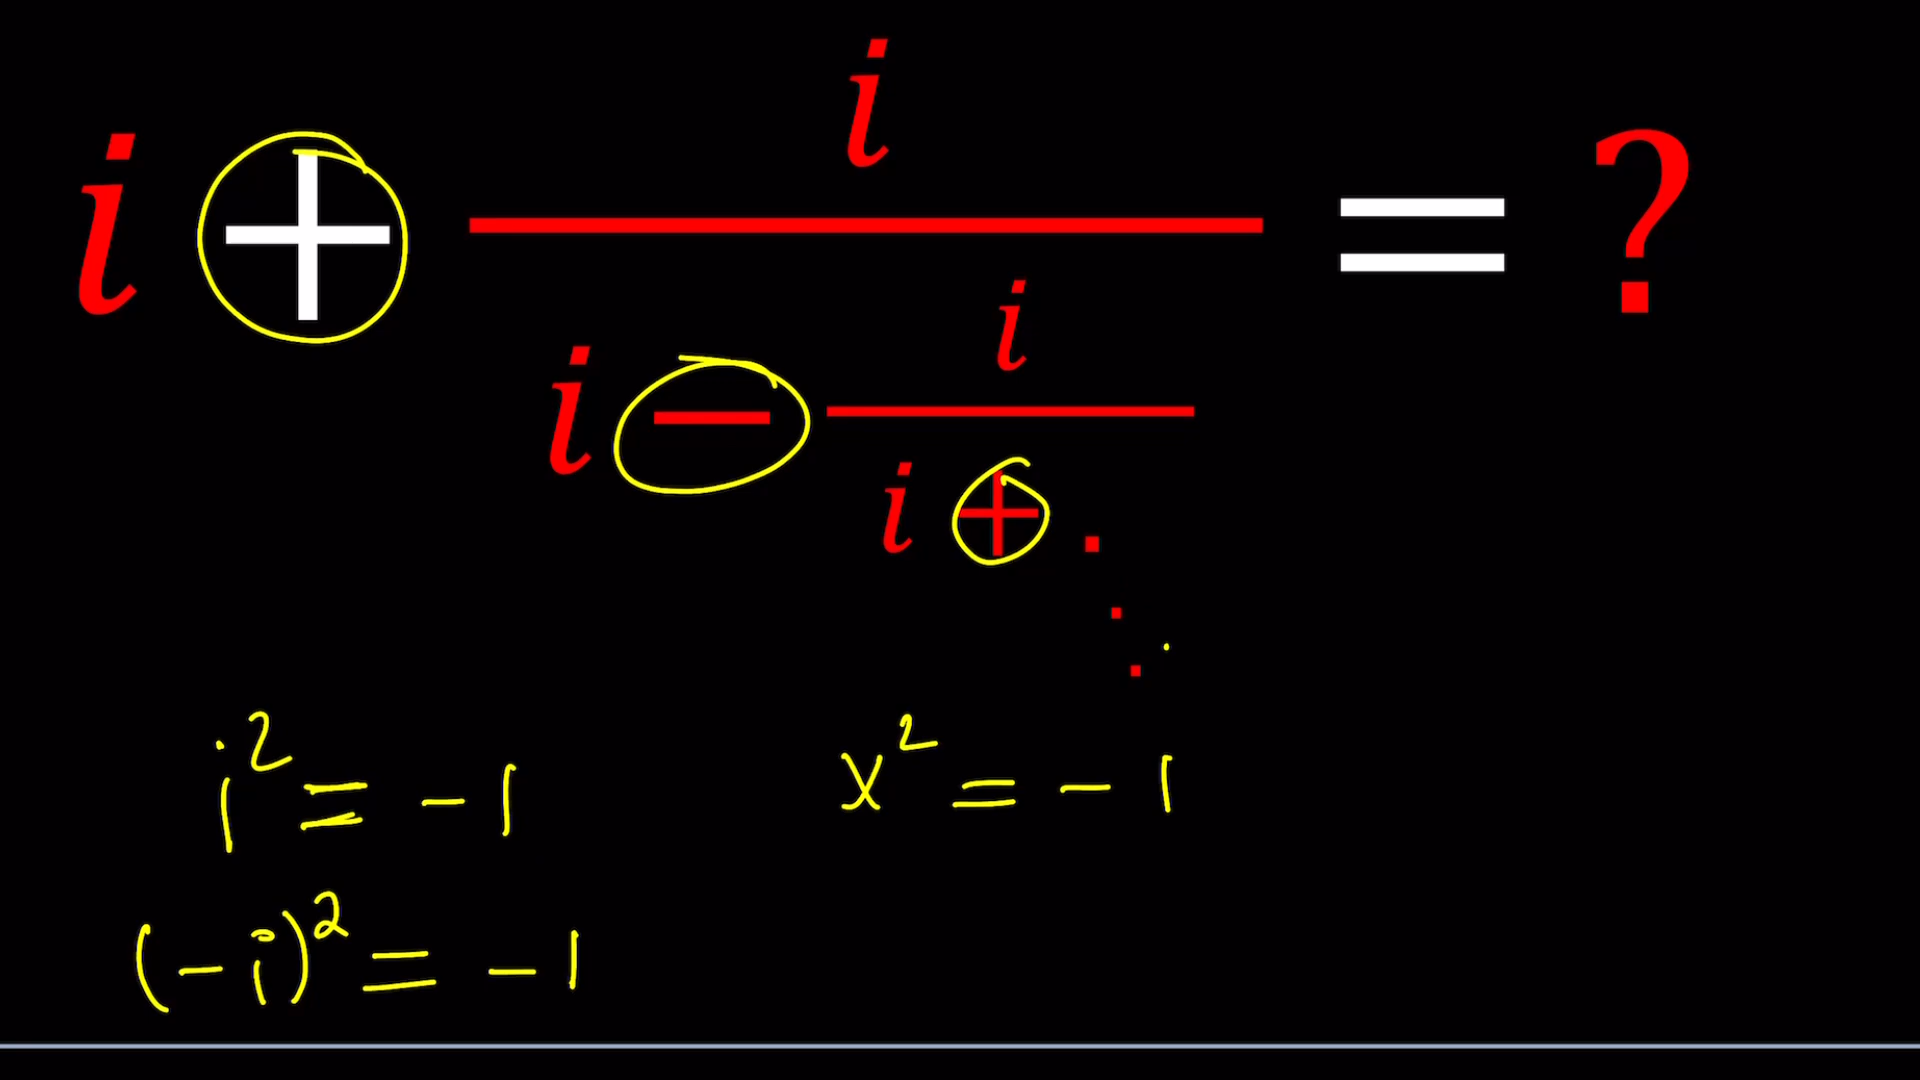 i + i = ?
i − i
i + . . .
i² = -1 x² = -1
(-i)² = -1